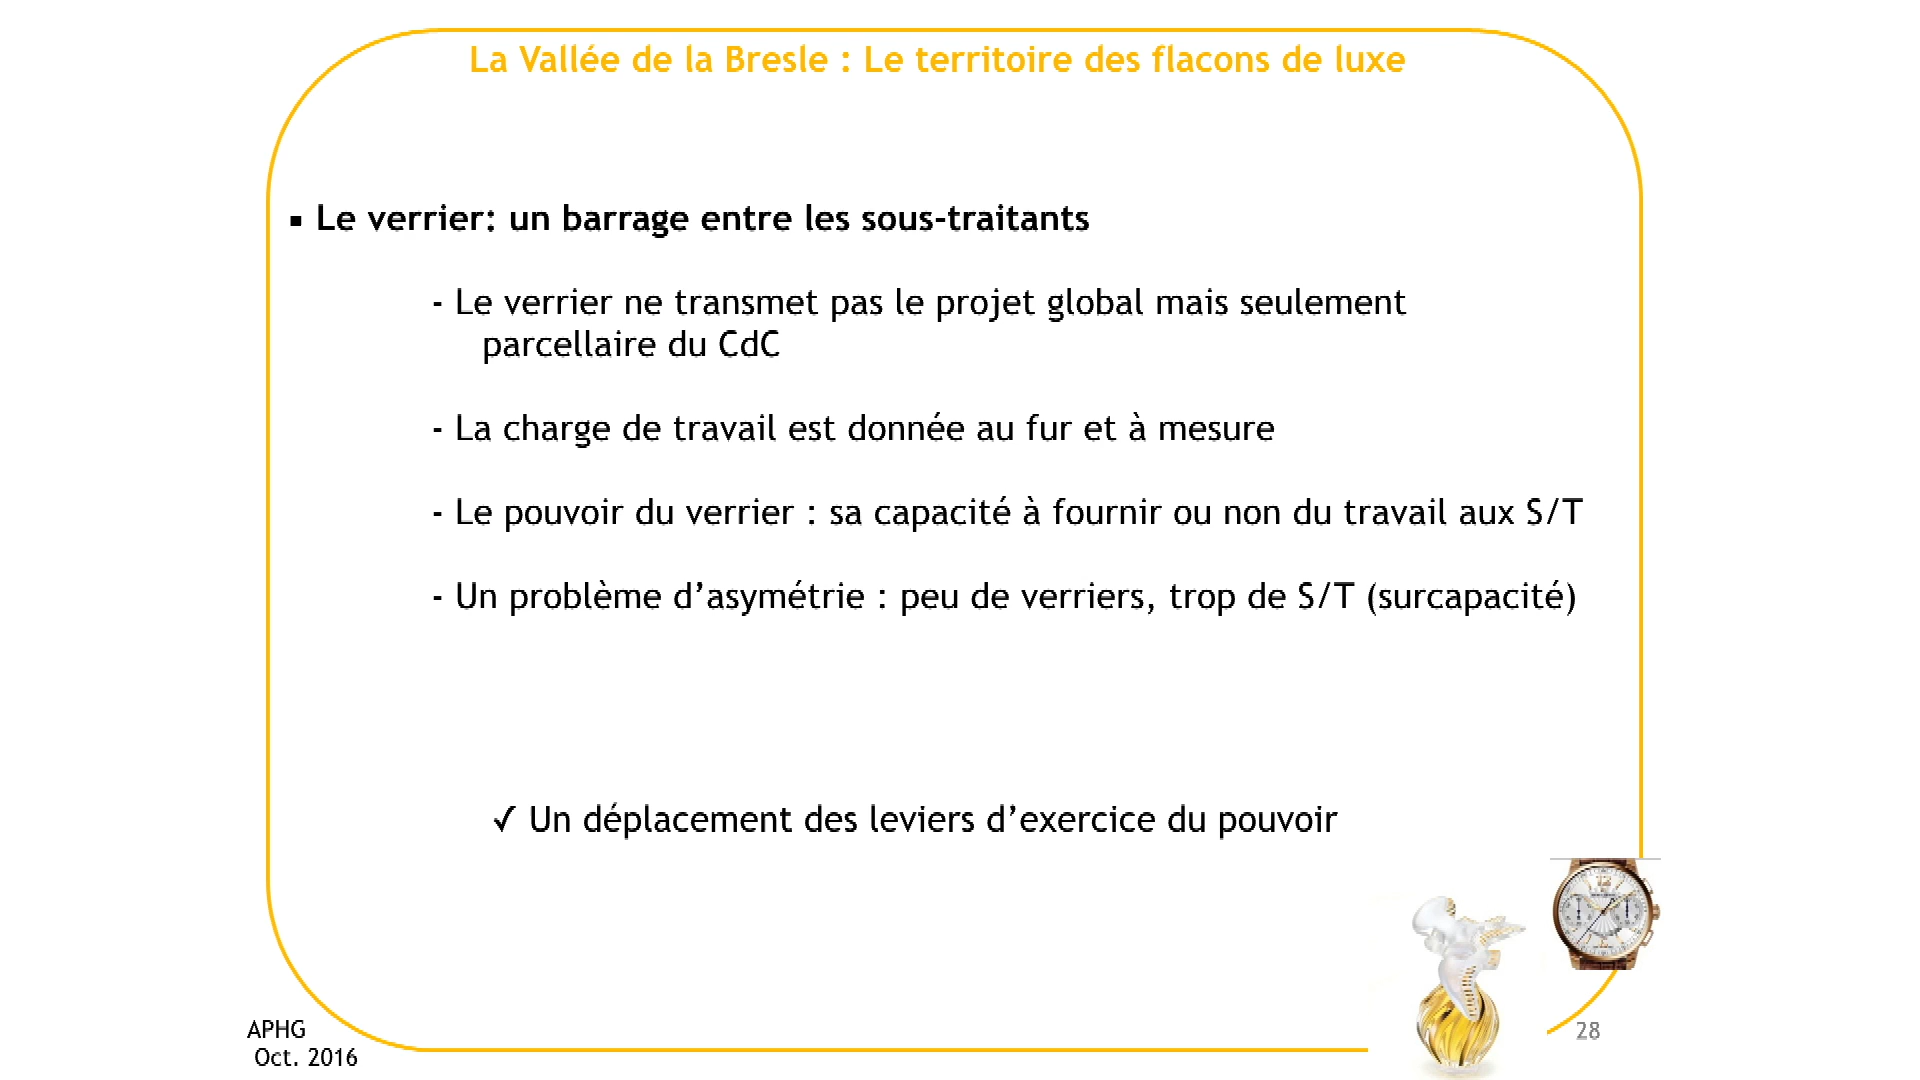 La Vallée de la Bresle : Le territoire des flacons de luxe
▪ Le verrier: un barrage entre les sous-traitants
- Le verrier ne transmet pas le projet global mais seulement
parcellaire du CdC
- La charge de travail est donnée au fur et à mesure
- Le pouvoir du verrier : sa capacité à fournir ou non du travail aux S/T
- Un problème d’asymétrie : peu de verriers, trop de S/T (surcapacité)
✓ Un déplacement des leviers d’exercice du pouvoir
APHG
Oct. 2016
28